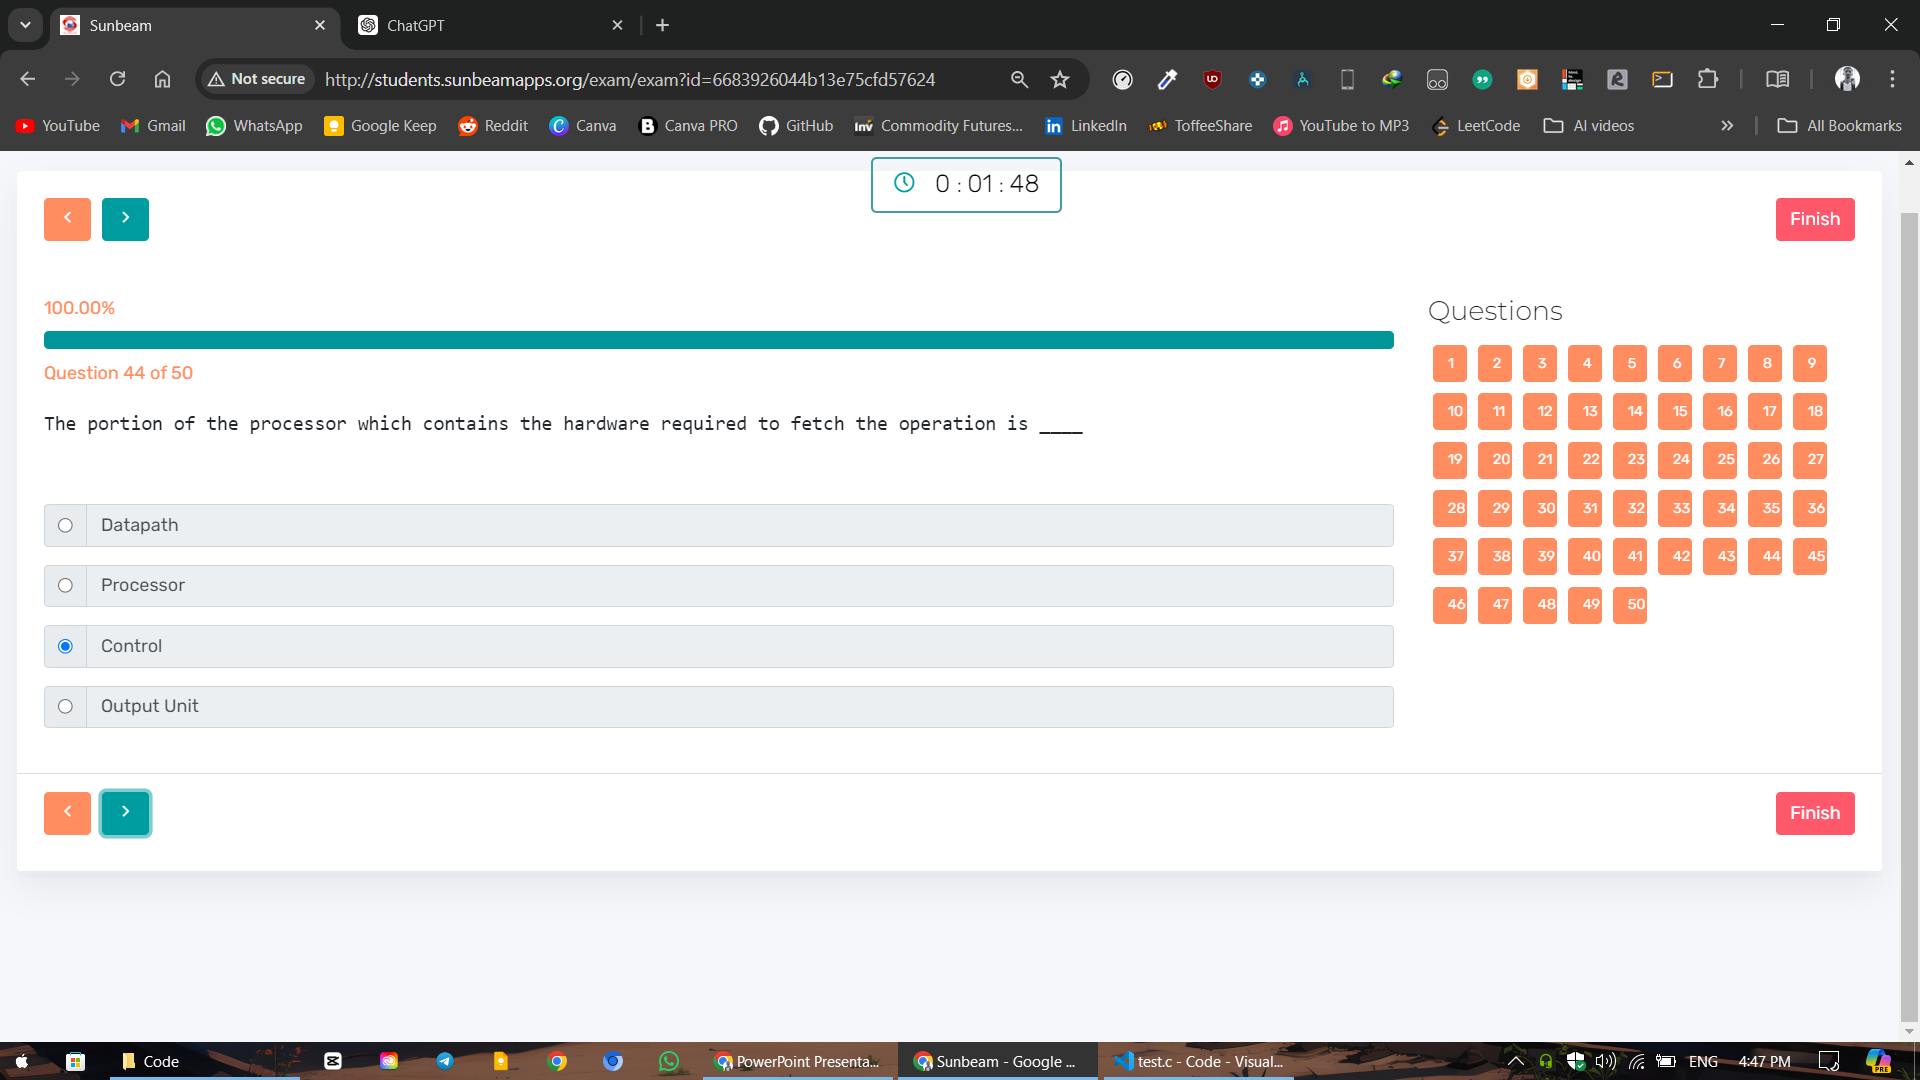 Sunbeam
ChatGPT
Not secure
http://students.sunbeamapps.org/exam/exam?id=6683926044b13e75cfd57624
YouTube
Gmail
WhatsApp
Google Keep
Reddit
Canva
Canva PRO
GitHub
Inv
Commodity Futures...
LinkedIn
ToffeeShare
YouTube to MP3
LeetCode
AI videos
All Bookmarks
0 : 01 : 48
Finish
100.00%
Question 44 of 50
The portion of the processor which contains the hardware required to fetch the operation is ____
Datapath
Processor
Control
Output Unit
Questions
1 2 3 4 5 6 7 8 9
10 11 12 13 14 15 16 17 18
19 20 21 22 23 24 25 26 27
28 29 30 31 32 33 34 35 36
37 38 39 40 41 42 43 44 45
46 47 48 49 50
Finish
Code
PowerPoint Presenta...
Sunbeam - Google ...
test.c - Code - Visual...
ENG
4:47 PM
PRE